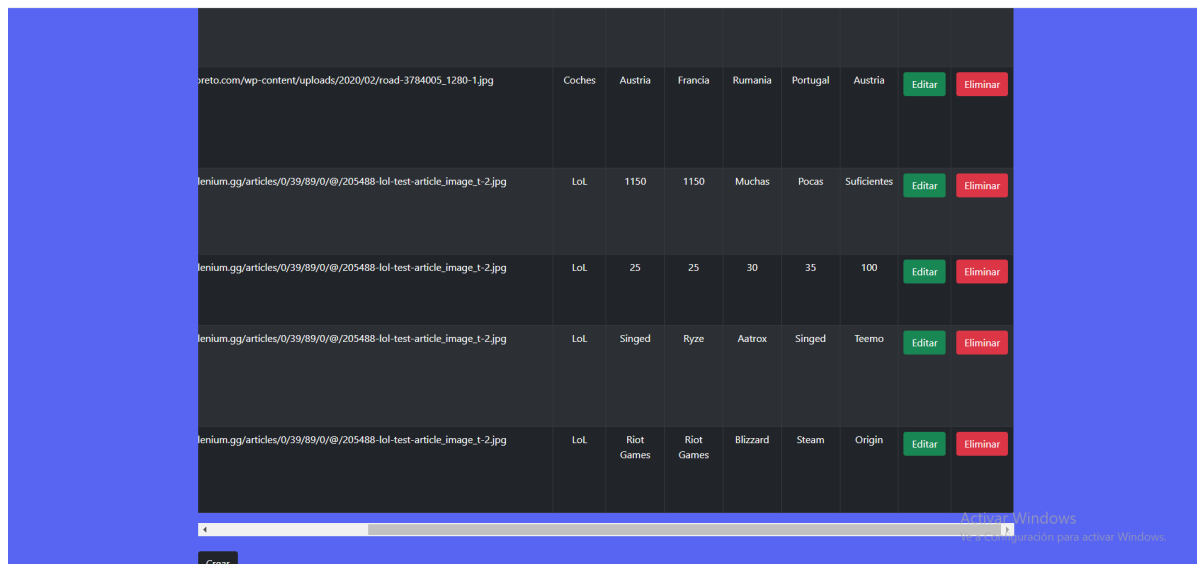 oreto.com/wp-content/uploads/2020/02/road-3784005_1280-1.jpg Coches Austria Francia Rumania Portugal Austria Editar Eliminar
lenium.gg/articles/0/39/89/0/@/205488-lol-test-article_image_t-2.jpg LoL 1150 1150 Muchas Pocas Suficientes Editar Eliminar
lenium.gg/articles/0/39/89/0/@/205488-lol-test-article_image_t-2.jpg LoL 25 25 30 35 100 Editar Eliminar
lenium.gg/articles/0/39/89/0/@/205488-lol-test-article_image_t-2.jpg LoL Singed Ryze Aatrox Singed Teemo Editar Eliminar
lenium.gg/articles/0/39/89/0/@/205488-lol-test-article_image_t-2.jpg LoL Riot Riot Blizzard Steam Origin Editar Eliminar
Games Games
Activar Windows
Ve a Configuración para activar Windows.
Crear